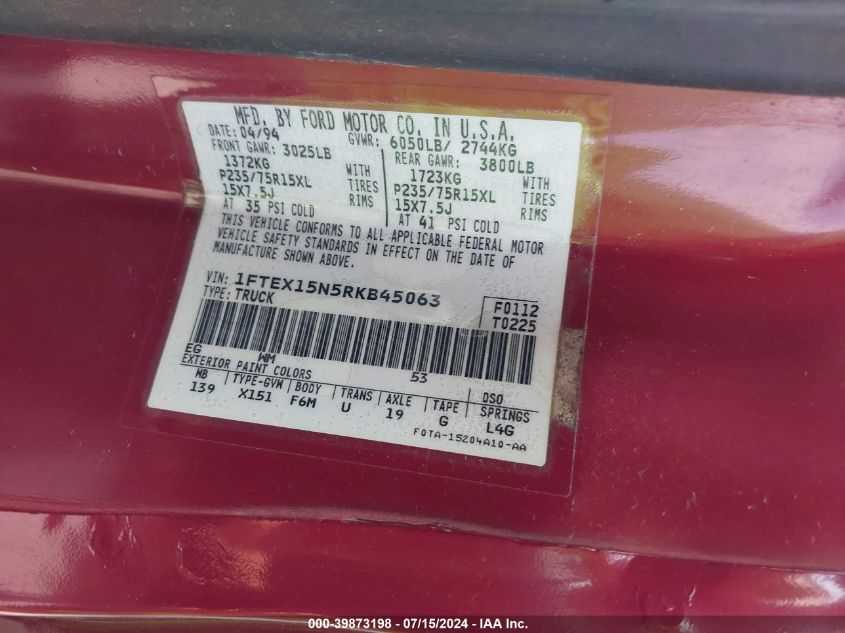 MFD. BY FORD MOTOR CO. IN U.S.A.
DATE: 04/94 GVWR: 6050LB/ 2744KG
FRONT GAWR: 3025LB REAR GAWR: 3800LB
1372KG WITH 1723KG WITH
P235/75R15XL TIRES P235/75R15XL TIRES
15X7.5J RIMS 15X7.5J RIMS
AT 35 PSI COLD AT 41 PSI COLD
THIS VEHICLE CONFORMS TO ALL APPLICABLE FEDERAL MOTOR
VEHICLE SAFETY STANDARDS IN EFFECT ON THE DATE OF
MANUFACTURE SHOWN ABOVE.
VIN: 1FTEX15N5RKB45063 F0112
TYPE: TRUCK T0225
EG WM 53
EXTERIOR PAINT COLORS DSO
WB TYPE-GVW BODY TRANS AXLE TAPE SPRINGS
139 X151 F6M U 19 G L4G
F0TA-15204A10-AA
000-39873198 - 07/15/2024 - IAA Inc.